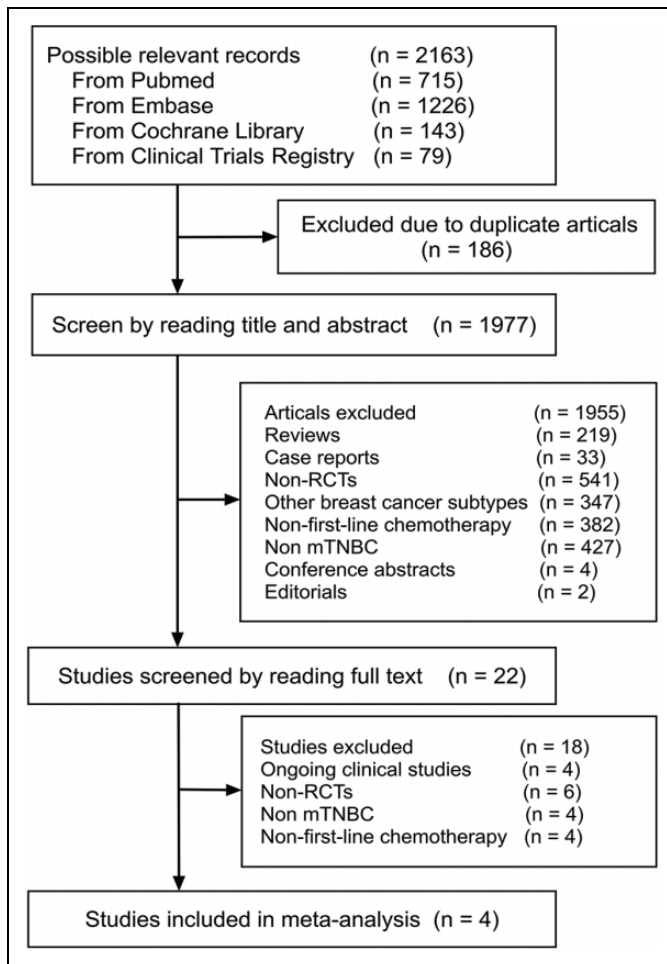 Possible relevant records (n = 2163)
From Pubmed (n = 715)
From Embase (n = 1226)
From Cochrane Library (n = 143)
From Clinical Trials Registry (n = 79)
Excluded due to duplicate articals
(n = 186)
Screen by reading title and abstract (n = 1977)
Articals excluded (n = 1955)
Reviews (n = 219)
Case reports (n = 33)
Non-RCTs (n = 541)
Other breast cancer subtypes (n = 347)
Non-first-line chemotherapy (n = 382)
Non mTNBC (n = 427)
Conference abstracts (n = 4)
Editorials (n = 2)
Studies screened by reading full text (n = 22)
Studies excluded (n = 18)
Ongoing clinical studies (n = 4)
Non-RCTs (n = 6)
Non mTNBC (n = 4)
Non-first-line chemotherapy (n = 4)
Studies included in meta-analysis (n = 4)